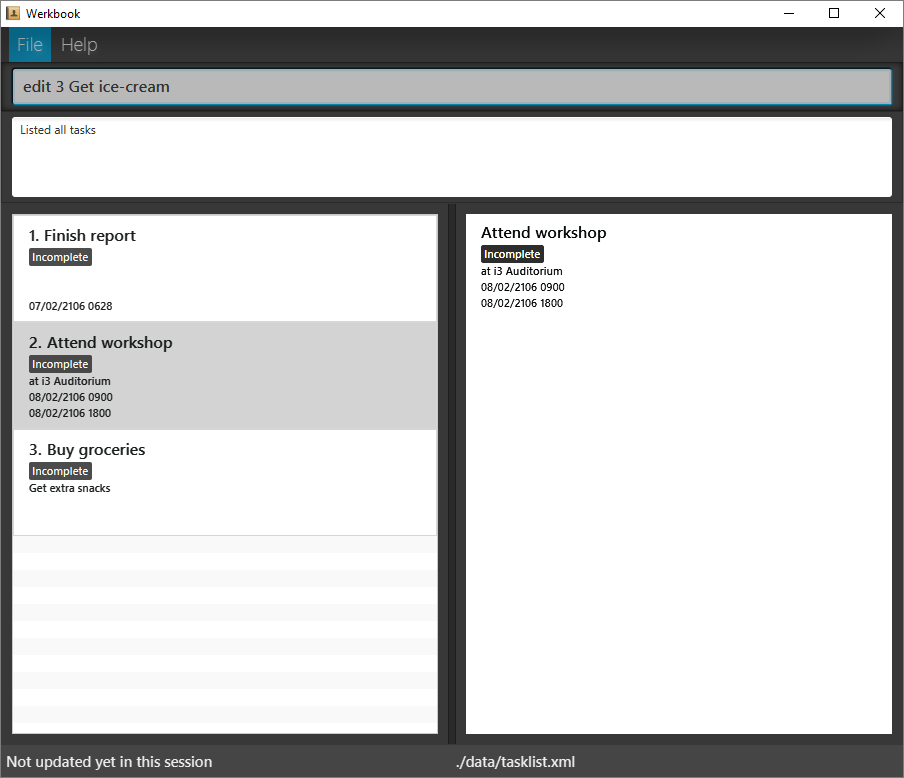 Werkbook
File Help
edit 3 Get ice-cream
Listed all tasks
1. Finish report
Incomplete
07/02/2106 0628
2. Attend workshop
Incomplete
at i3 Auditorium
08/02/2106 0900
08/02/2106 1800
3. Buy groceries
Incomplete
Get extra snacks
Attend workshop
Incomplete
at i3 Auditorium
08/02/2106 0900
08/02/2106 1800
Not updated yet in this session
./data/tasklist.xml